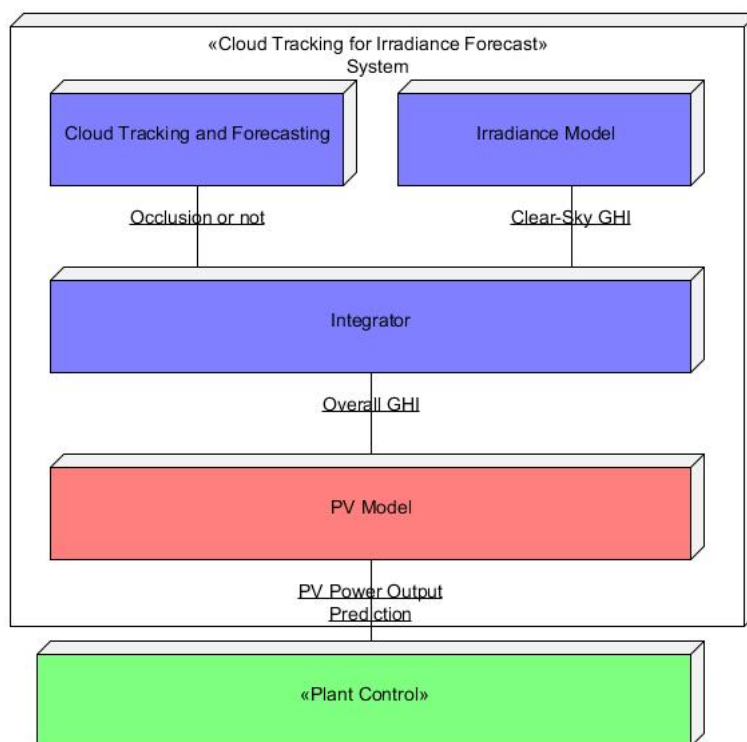 «Cloud Tracking for Irradiance Forecast»
System
Cloud Tracking and Forecasting
Irradiance Model
Occlusion or not
Clear-Sky GHI
Integrator
Overall GHI
PV Model
PV Power Output
Prediction
«Plant Control»